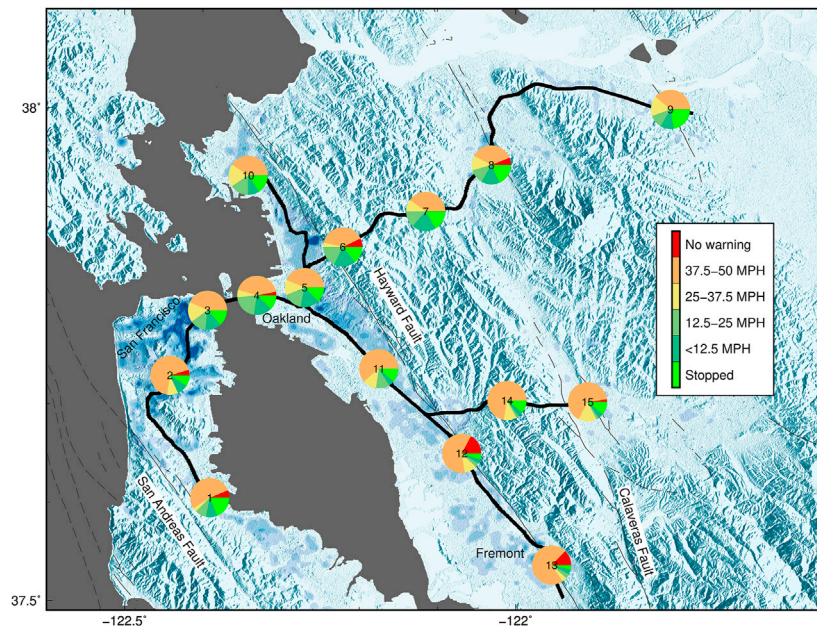 38˚
10
9
8
7
6
No warning
37.5–50 MPH
25–37.5 MPH
12.5–25 MPH
<12.5 MPH
Stopped
Hayward Fault
5
4
3
Oakland
San Francisco
2
11
14
15
12
1
San Andreas Fault
Calaveras Fault
Fremont
13
37.5˚
−122.5˚
−122˚